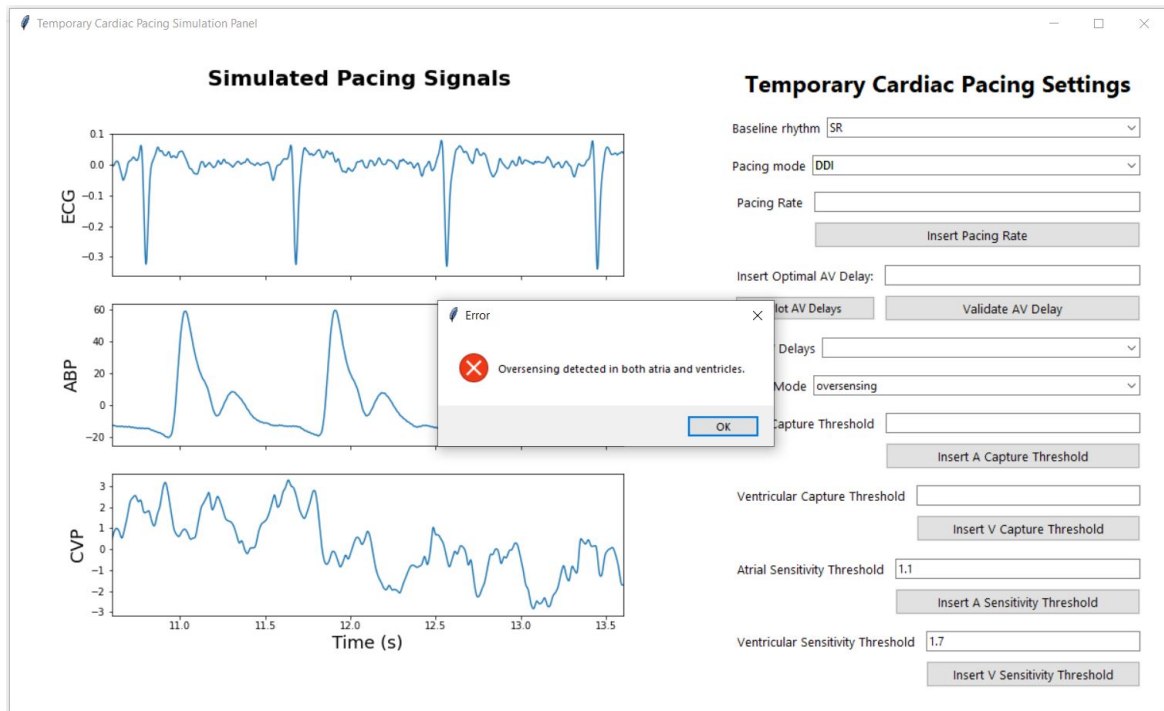 Temporary Cardiac Pacing Simulation Panel
Simulated Pacing Signals
ECG
0.1
0.0
−0.1
−0.2
−0.3
ABP
60
40
20
0
−20
CVP
3
2
1
0
−1
−2
−3
11.0 11.5 12.0 12.5 13.0 13.5
Time (s)
Temporary Cardiac Pacing Settings
Baseline rhythm SR
Pacing mode DDI
Pacing Rate
Insert Pacing Rate
Insert Optimal AV Delay:
lot AV Delays Validate AV Delay
Delays
Mode oversensing
Capture Threshold
Insert A Capture Threshold
Ventricular Capture Threshold
Insert V Capture Threshold
Atrial Sensitivity Threshold 1.1
Insert A Sensitivity Threshold
Ventricular Sensitivity Threshold 1.7
Insert V Sensitivity Threshold
Error
Oversensing detected in both atria and ventricles.
OK